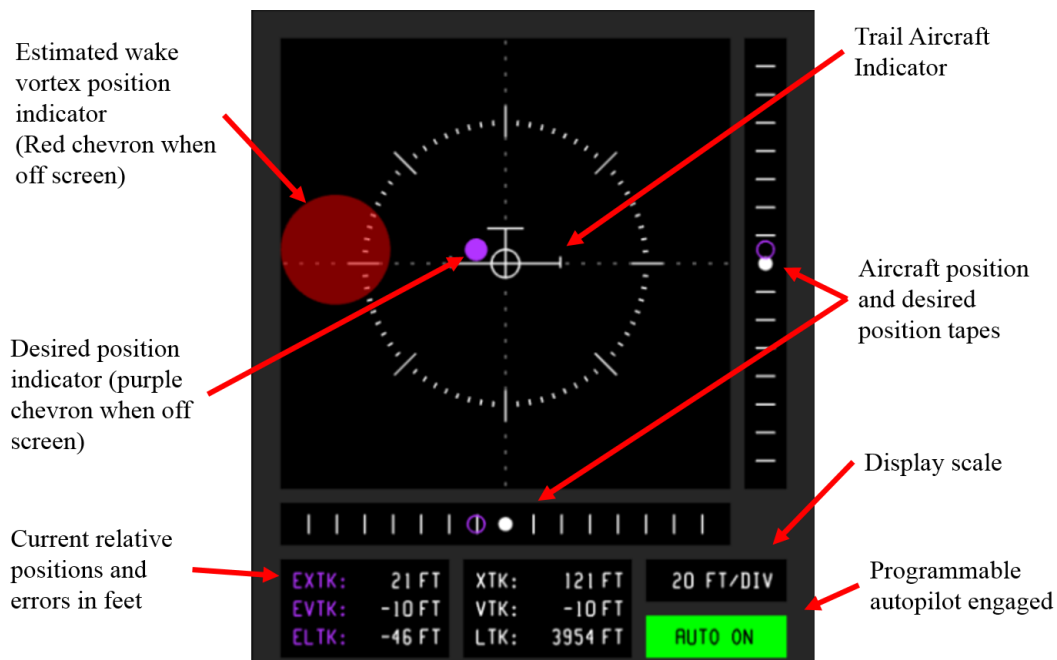 Estimated wake
vortex position
indicator
(Red chevron when
off screen)
Trail Aircraft
Indicator
Aircraft position
and desired
position tapes
Desired position
indicator (purple
chevron when off
screen)
Display scale
Current relative
positions and
errors in feet
Programmable
autopilot engaged
EXTK: 21 FT
EVTK: -10 FT
ELTK: -46 FT
XTK: 121 FT
VTK: -10 FT
LTK: 3954 FT
20 FT/DIV
AUTO ON